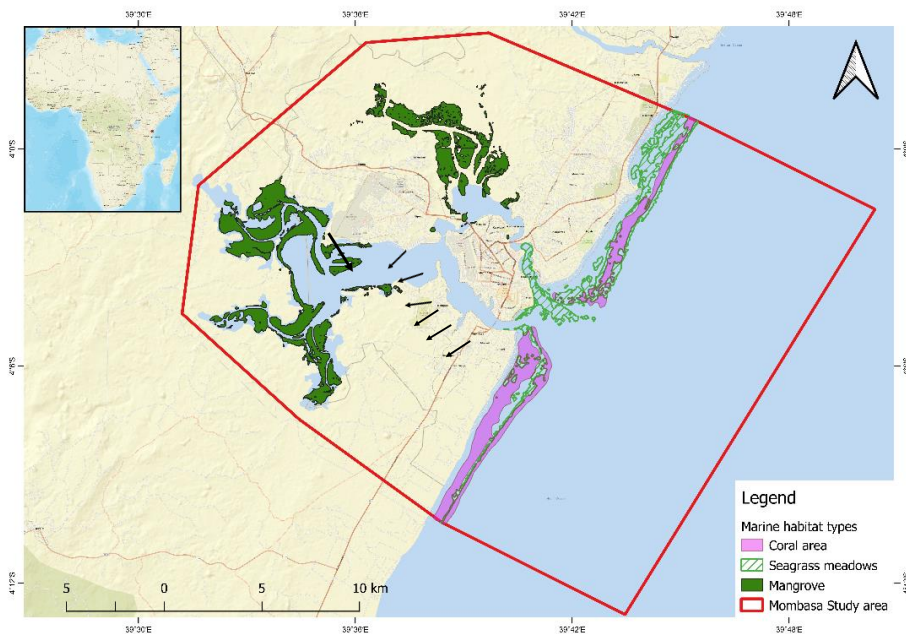 39°30'E 39°36'E 39°42'E 39°48'E
4°0'S
4°6'S
4°12'S
Legend
Marine habitat types
Coral area
Seagrass meadows
Mangrove
Mombasa Study area
5 0 5 10 km
39°30'E 39°36'E 39°42'E 39°48'E